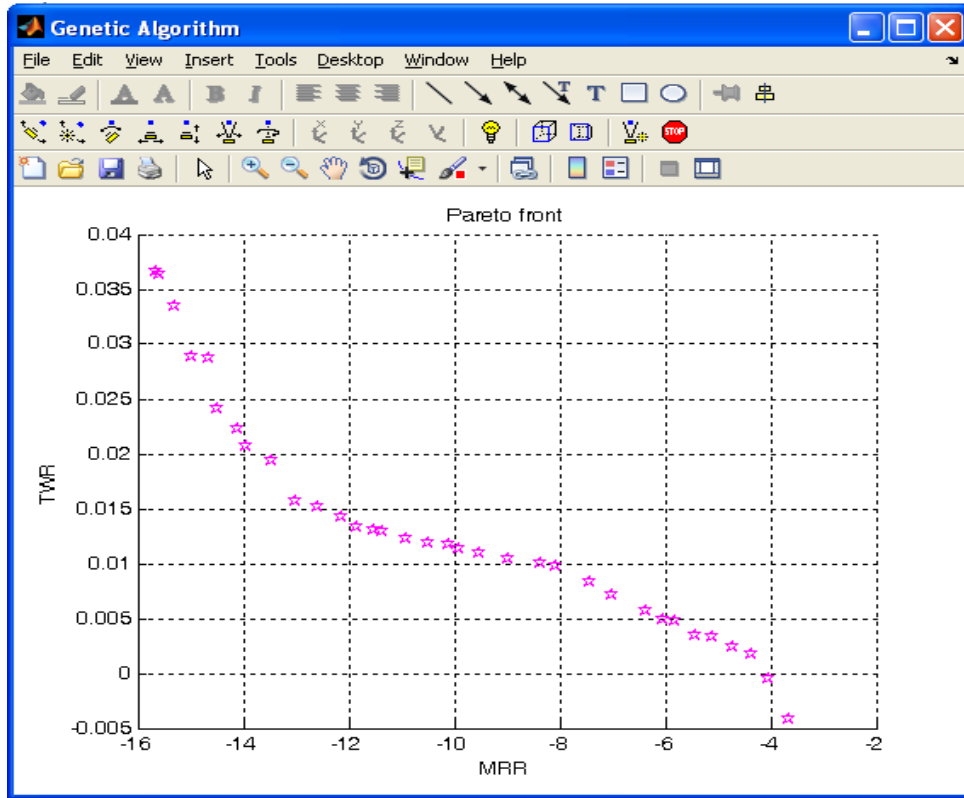 Genetic Algorithm
File Edit View Insert Tools Desktop Window Help
B I T T
X Y Z V
STOP
Pareto front
0.04
0.035
0.03
0.025
0.02
0.015
0.01
0.005
0
-0.005
TWR
-16 -14 -12 -10 -8 -6 -4 -2
MRR